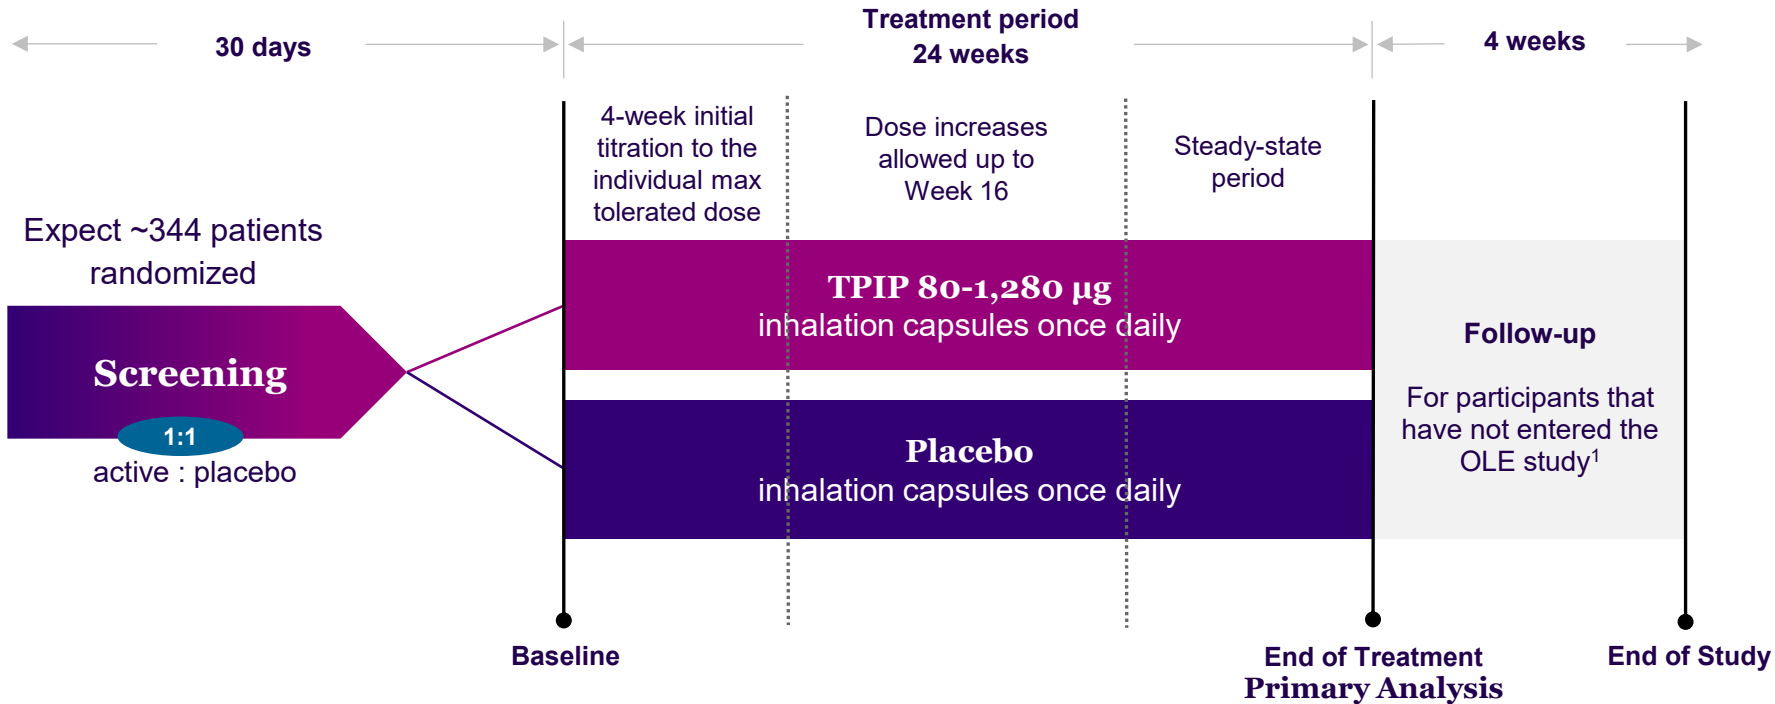 30 days
Treatment period
24 weeks
4 weeks
4-week initial
titration to the
individual max
tolerated dose
Dose increases
allowed up to
Week 16
Steady-state
period
Expect ~344 patients
randomized
Screening
1:1
active : placebo
TPIP 80-1,280 µg
inhalation capsules once daily
Placebo
inhalation capsules once daily
Follow-up
For participants that
have not entered the
OLE study¹
Baseline
End of Treatment
Primary Analysis
End of Study